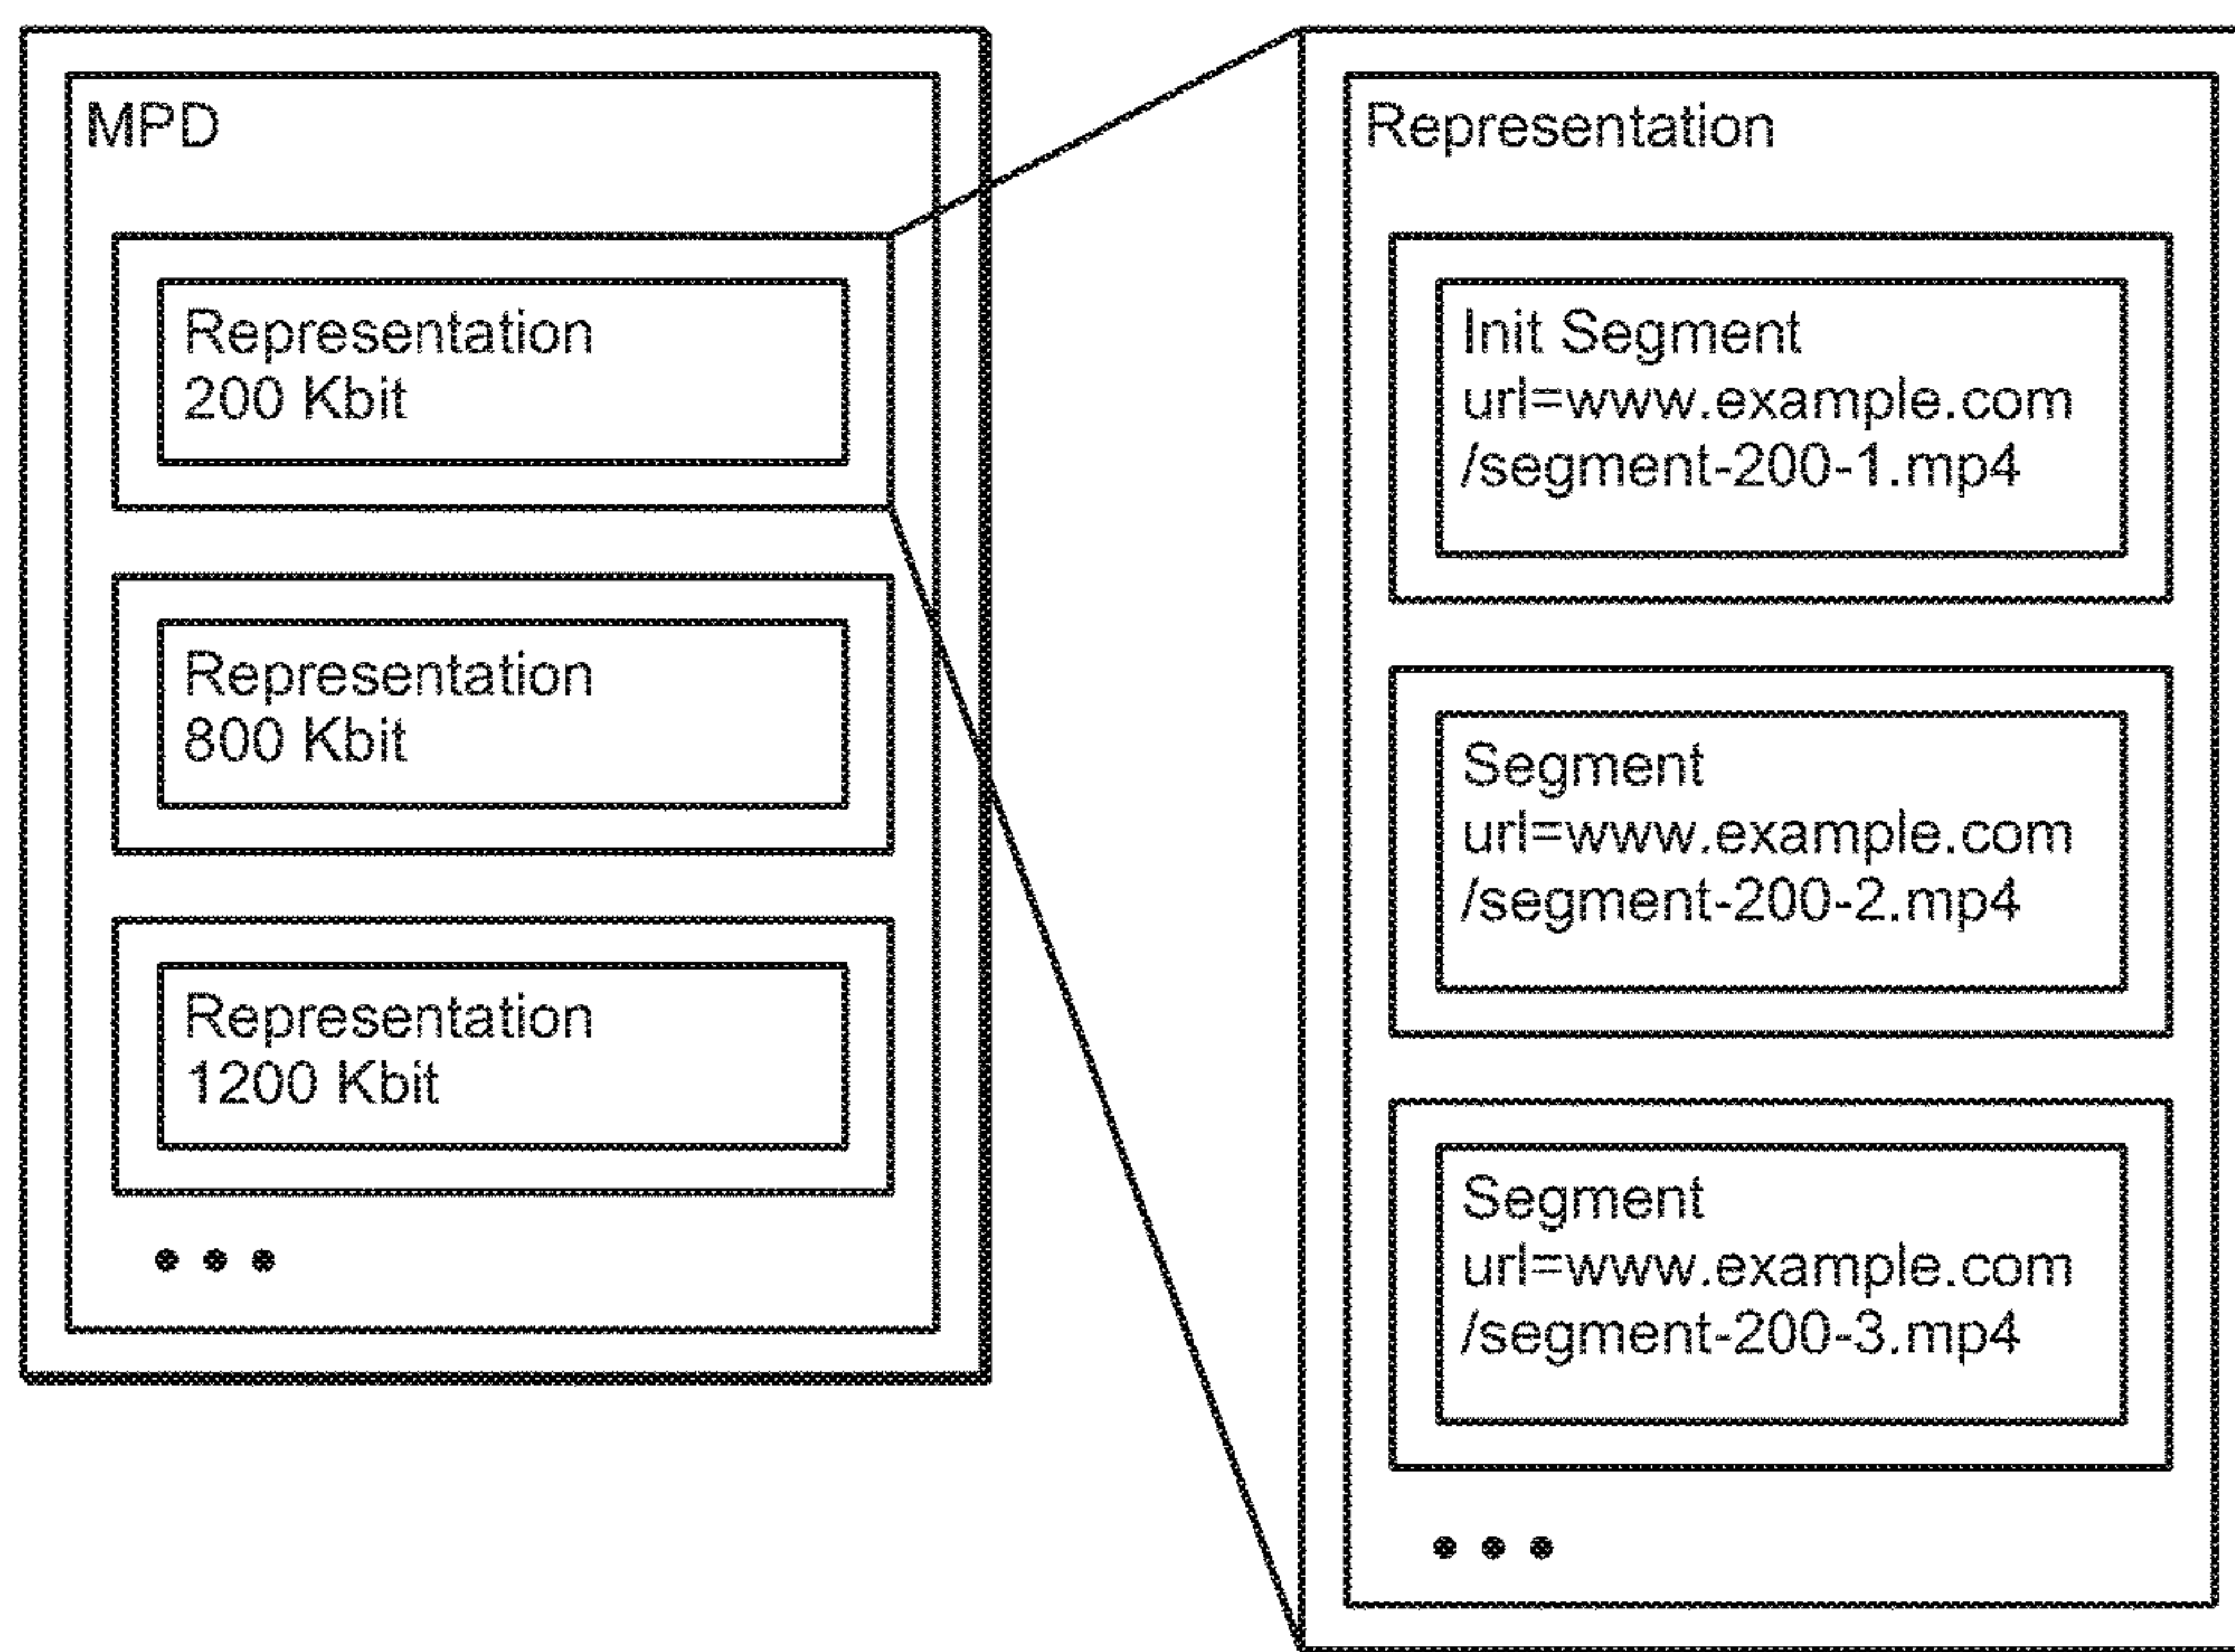 MPD
Representation
200 Kbit
Representation
800 Kbit
Representation
1200 Kbit
Representation
Init Segment
url=www.example.com
/segment-200-1.mp4
Segment
url=www.example.com
/segment-200-2.mp4
Segment
url=www.example.com
/segment-200-3.mp4